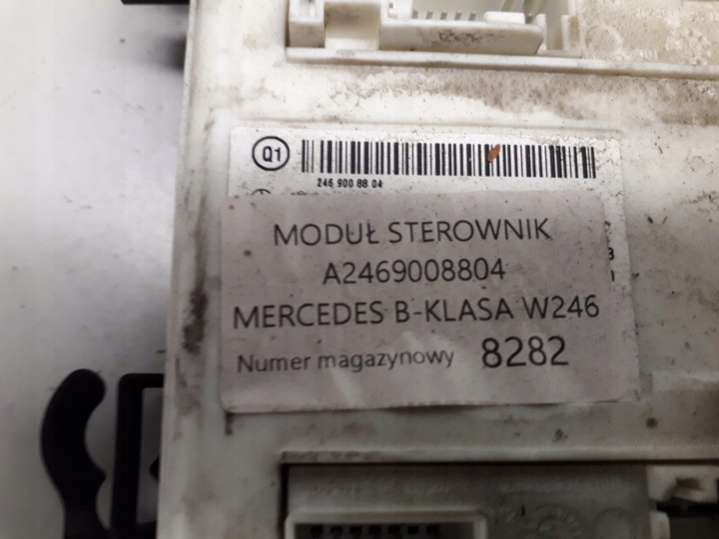 Q1
246 900 88 04
MODUŁ STEROWNIK
A2469008804
MERCEDES B-KLASA W246
Numer magazynowy 8282